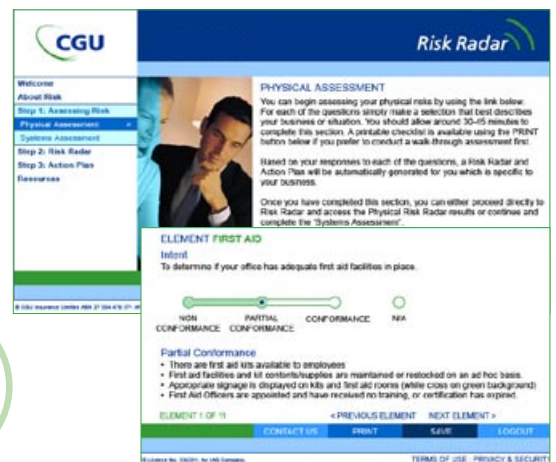 CGU
Risk Radar
Welcome
About Risk
Step 1: Assessing Risk
Physical Assessment >
Systems Assessment
Step 2: Risk Radar
Step 3: Action Plan
Resources
PHYSICAL ASSESSMENT
You can begin assessing your physical risks by using the link below.
For each of the questions simply make a selection that best describes
your business or situation. You should allow around 30-45 minutes to
complete this section. A printable checklist is available using the PRINT
button below if you prefer to conduct a walk-through assessment first.
Based on your responses to each of the questions, a Risk Radar and
Action Plan will be automatically generated for you which is specific to
your business.
Once you have completed this section, you can either proceed directly to
Risk Radar and access the Physical Risk Radar results or continue and
complete the 'Systems Assessment'.
ELEMENT FIRST AID
Intent
To determine if your office has adequate first aid facilities in place.
NON CONFORMANCE
PARTIAL CONFORMANCE
CONFORMANCE
N/A
Partial Conformance
• There are first aid kits available to employees
• First aid facilities and kit contents/supplies are maintained or restocked on an ad hoc basis.
• Appropriate signage is displayed on kits and first aid rooms (white cross on green background)
• First Aid Officers are appointed and have received no training, or certification has expired.
ELEMENT 1 OF 11
< PREVIOUS ELEMENT NEXT ELEMENT >
CONTACT US PRINT SAVE LOGOUT
TERMS OF USE PRIVACY & SECURITY